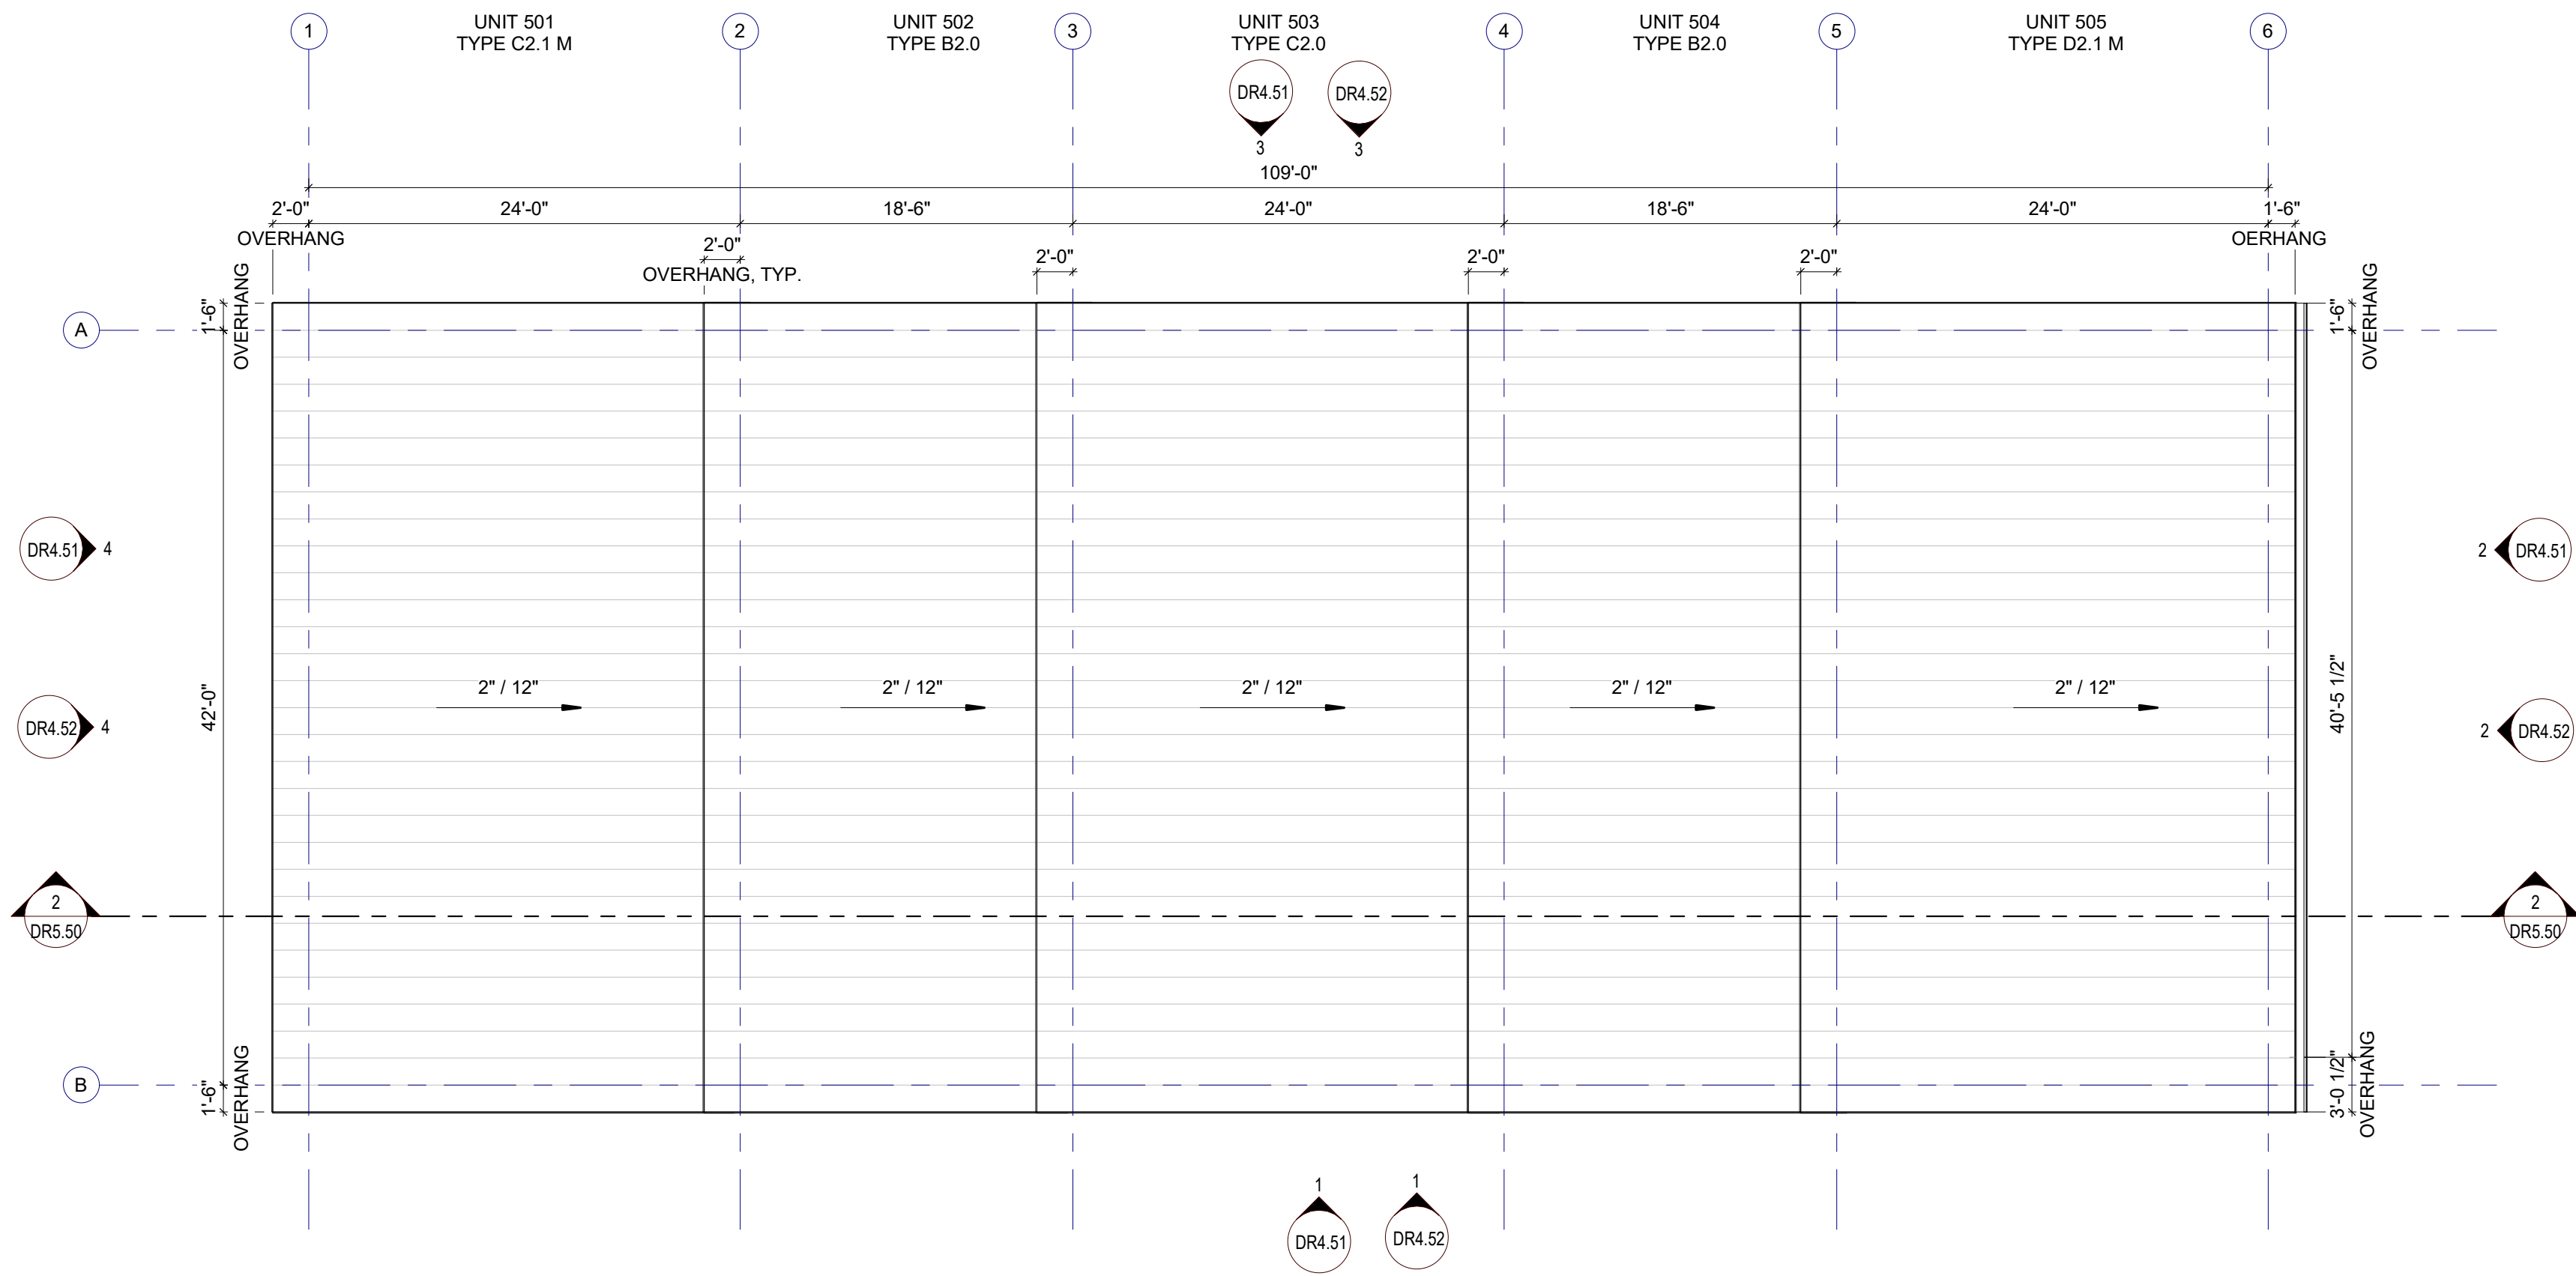 1
UNIT 501
TYPE C2.1 M
2
UNIT 502
TYPE B2.0
3
UNIT 503
TYPE C2.0
4
UNIT 504
TYPE B2.0
5
UNIT 505
TYPE D2.1 M
6
DR4.51
3
DR4.52
3
109'-0"
2'-0"
24'-0"
18'-6"
24'-0"
18'-6"
24'-0"
1'-6"
OVERHANG
OERHANG
2'-0"
OVERHANG, TYP.
2'-0"
2'-0"
2'-0"
A
1'-6"
OVERHANG
1'-6"
OVERHANG
DR4.51
4
2
DR4.51
42'-0"
2" / 12"
2" / 12"
2" / 12"
2" / 12"
2" / 12"
40'-5 1/2"
DR4.52
4
2
DR4.52
2
DR5.50
2
DR5.50
B
1'-6"
OVERHANG
3'-0 1/2"
OVERHANG
1
DR4.51
1
DR4.52